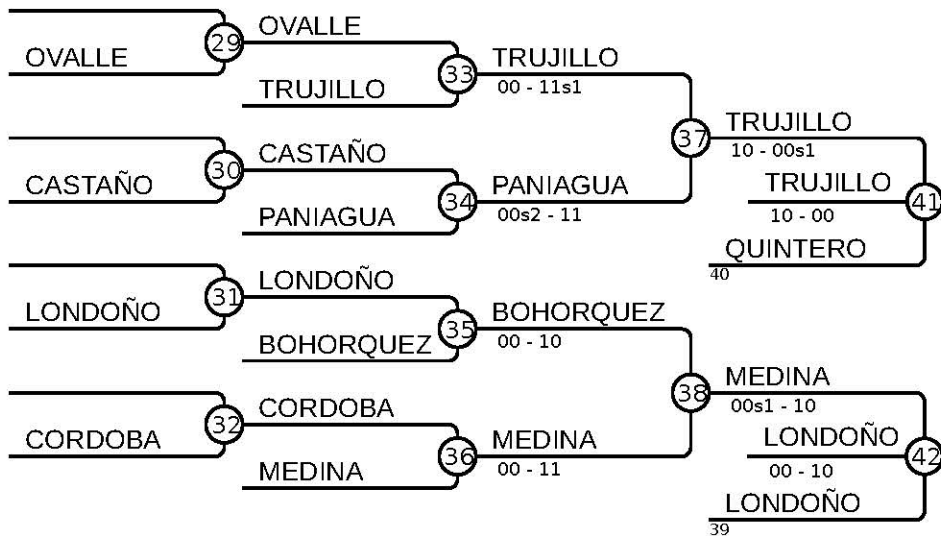 OVALLE
29
OVALLE
TRUJILLO
33
TRUJILLO
00 - 11s1
CASTAÑO
30
CASTAÑO
PANIAGUA
34
PANIAGUA
00s2 - 11
37
TRUJILLO
10 - 00s1
TRUJILLO
10 - 00
41
QUINTERO
40
LONDOÑO
31
LONDOÑO
BOHORQUEZ
35
BOHORQUEZ
00 - 10
CORDOBA
32
CORDOBA
MEDINA
36
MEDINA
00 - 11
38
MEDINA
00s1 - 10
LONDOÑO
00 - 10
42
LONDOÑO
39